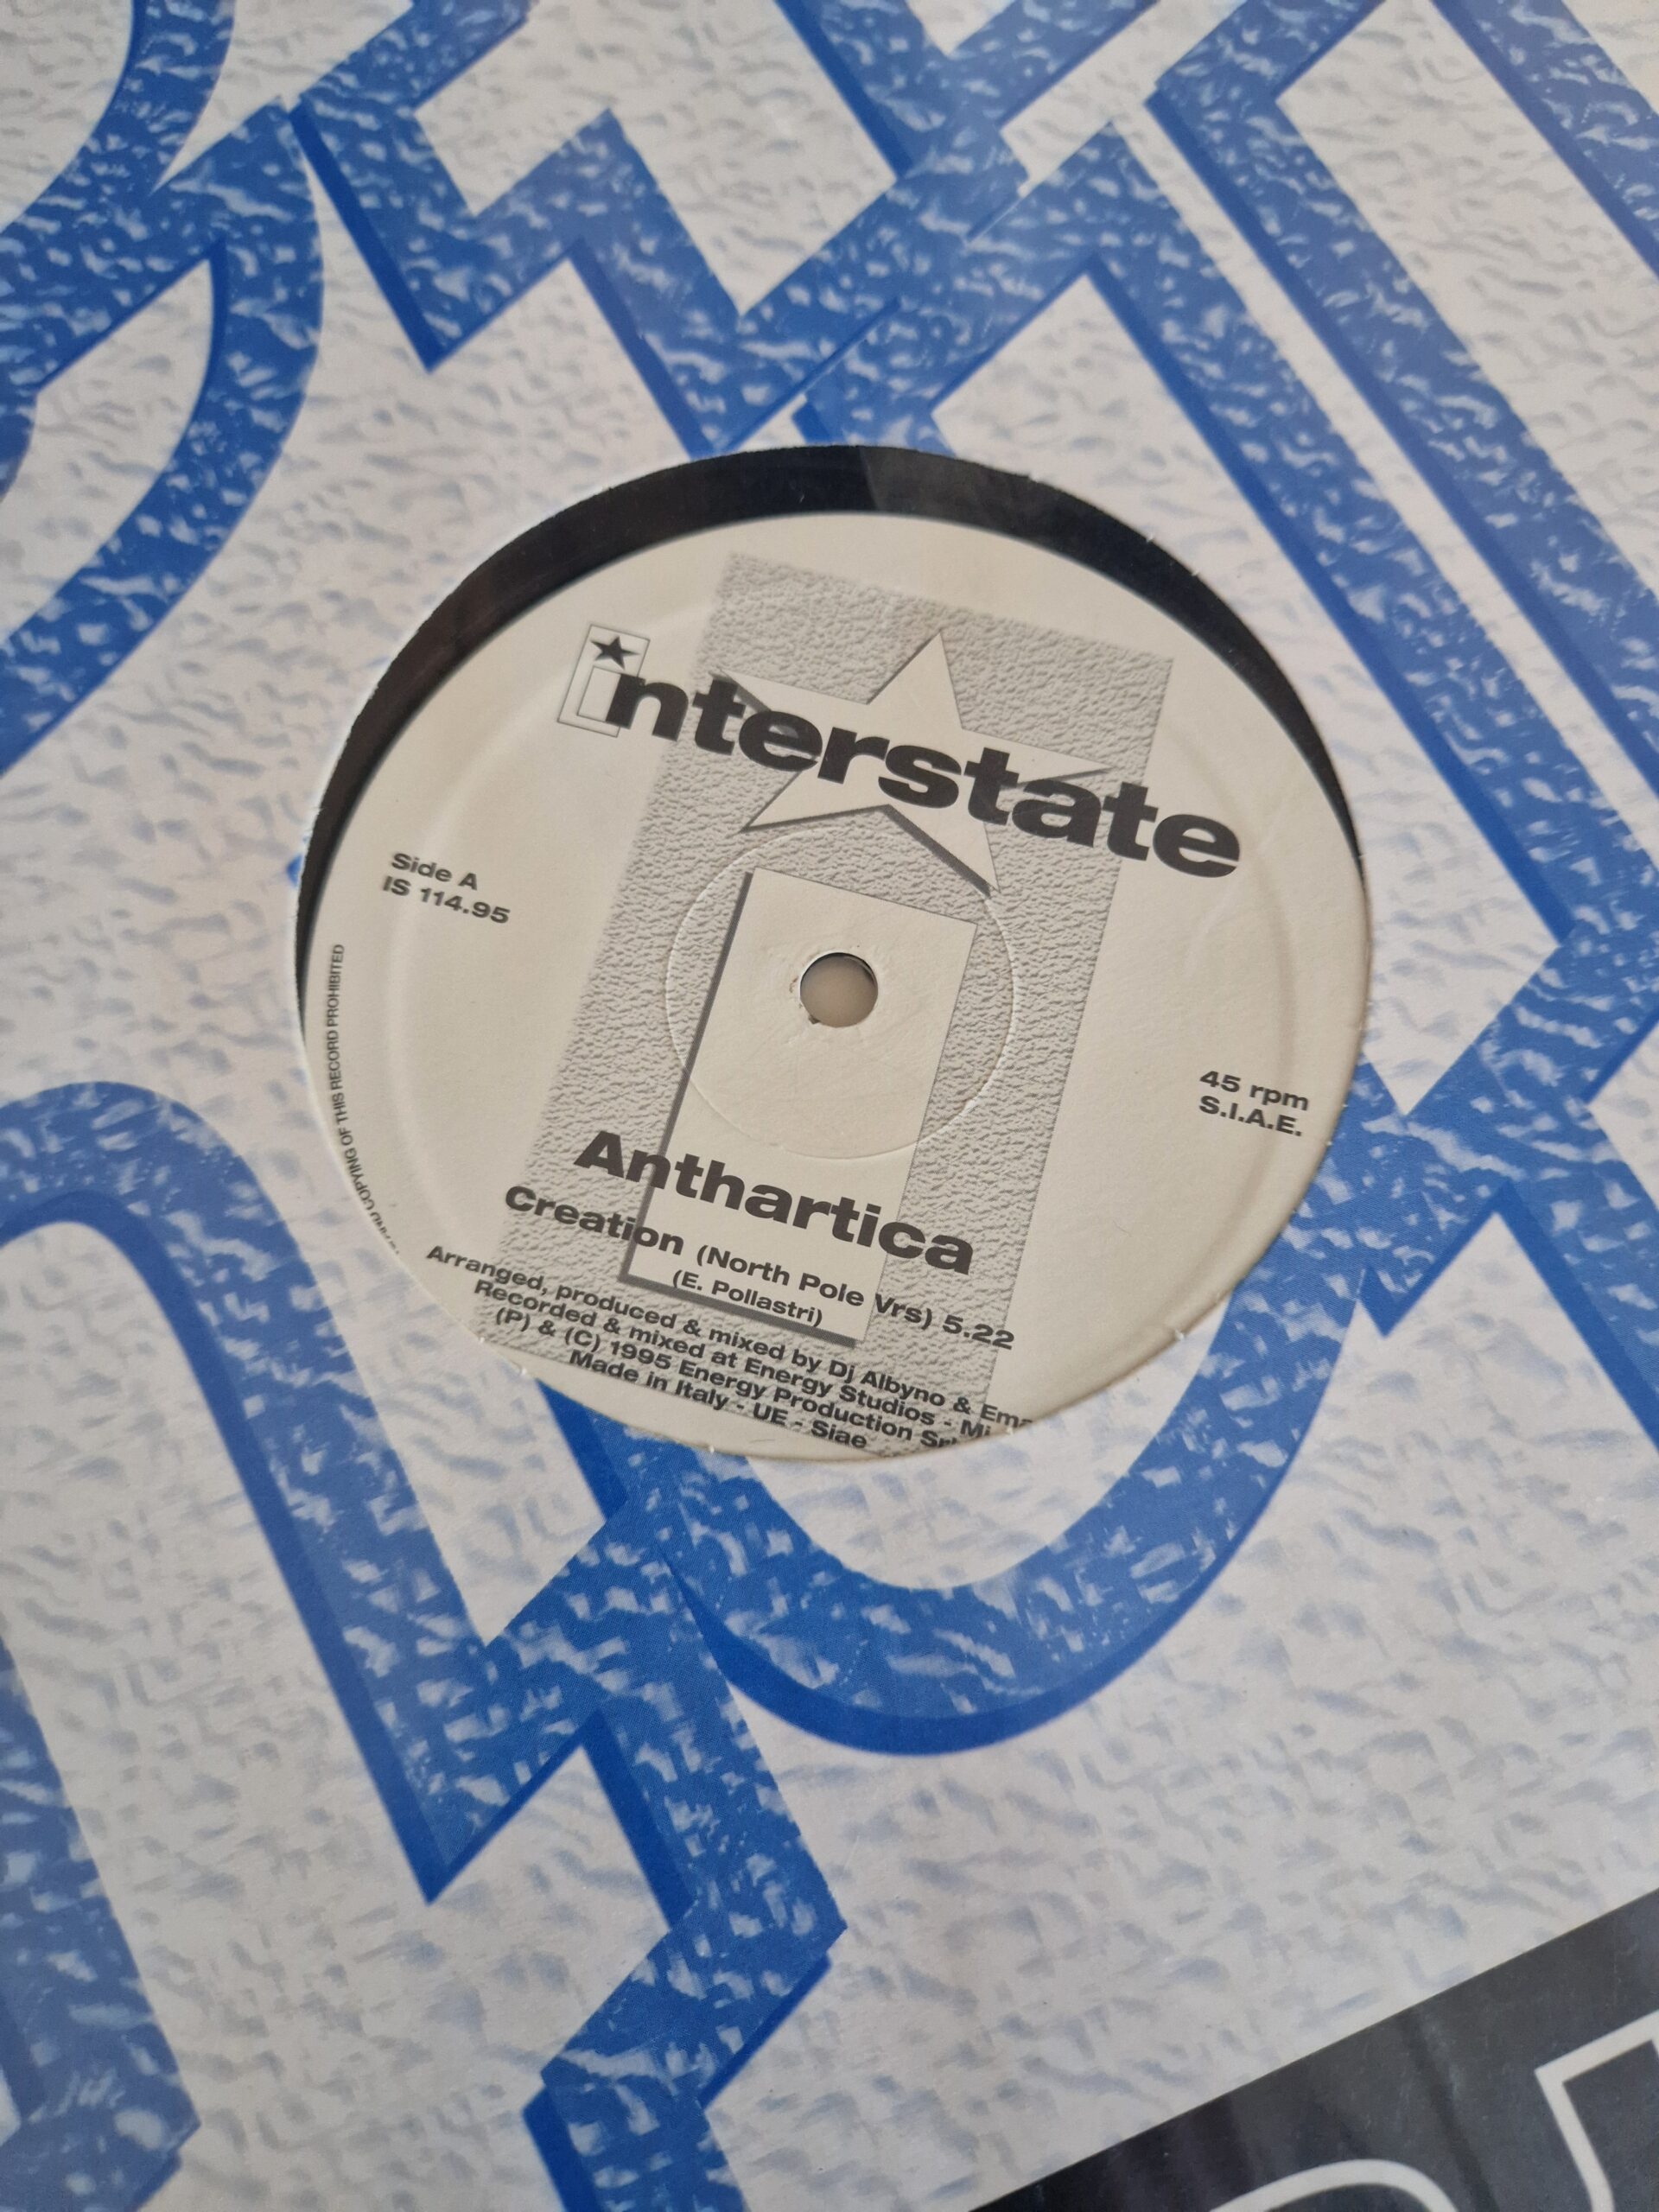 interstate
Side A
IS 114.95
45 rpm
S.I.A.E.
COPYING OF THIS RECORD PROHIBITED
Anthartica
Creation (North Pole Vrs) 5.22
(E. Pollastri)
Arranged, produced & mixed by Dj Albyno &
Recorded & mixed at Energy Studios -
(P) & (C) 1995 Energy Production
Made in Italy - UE - Siae